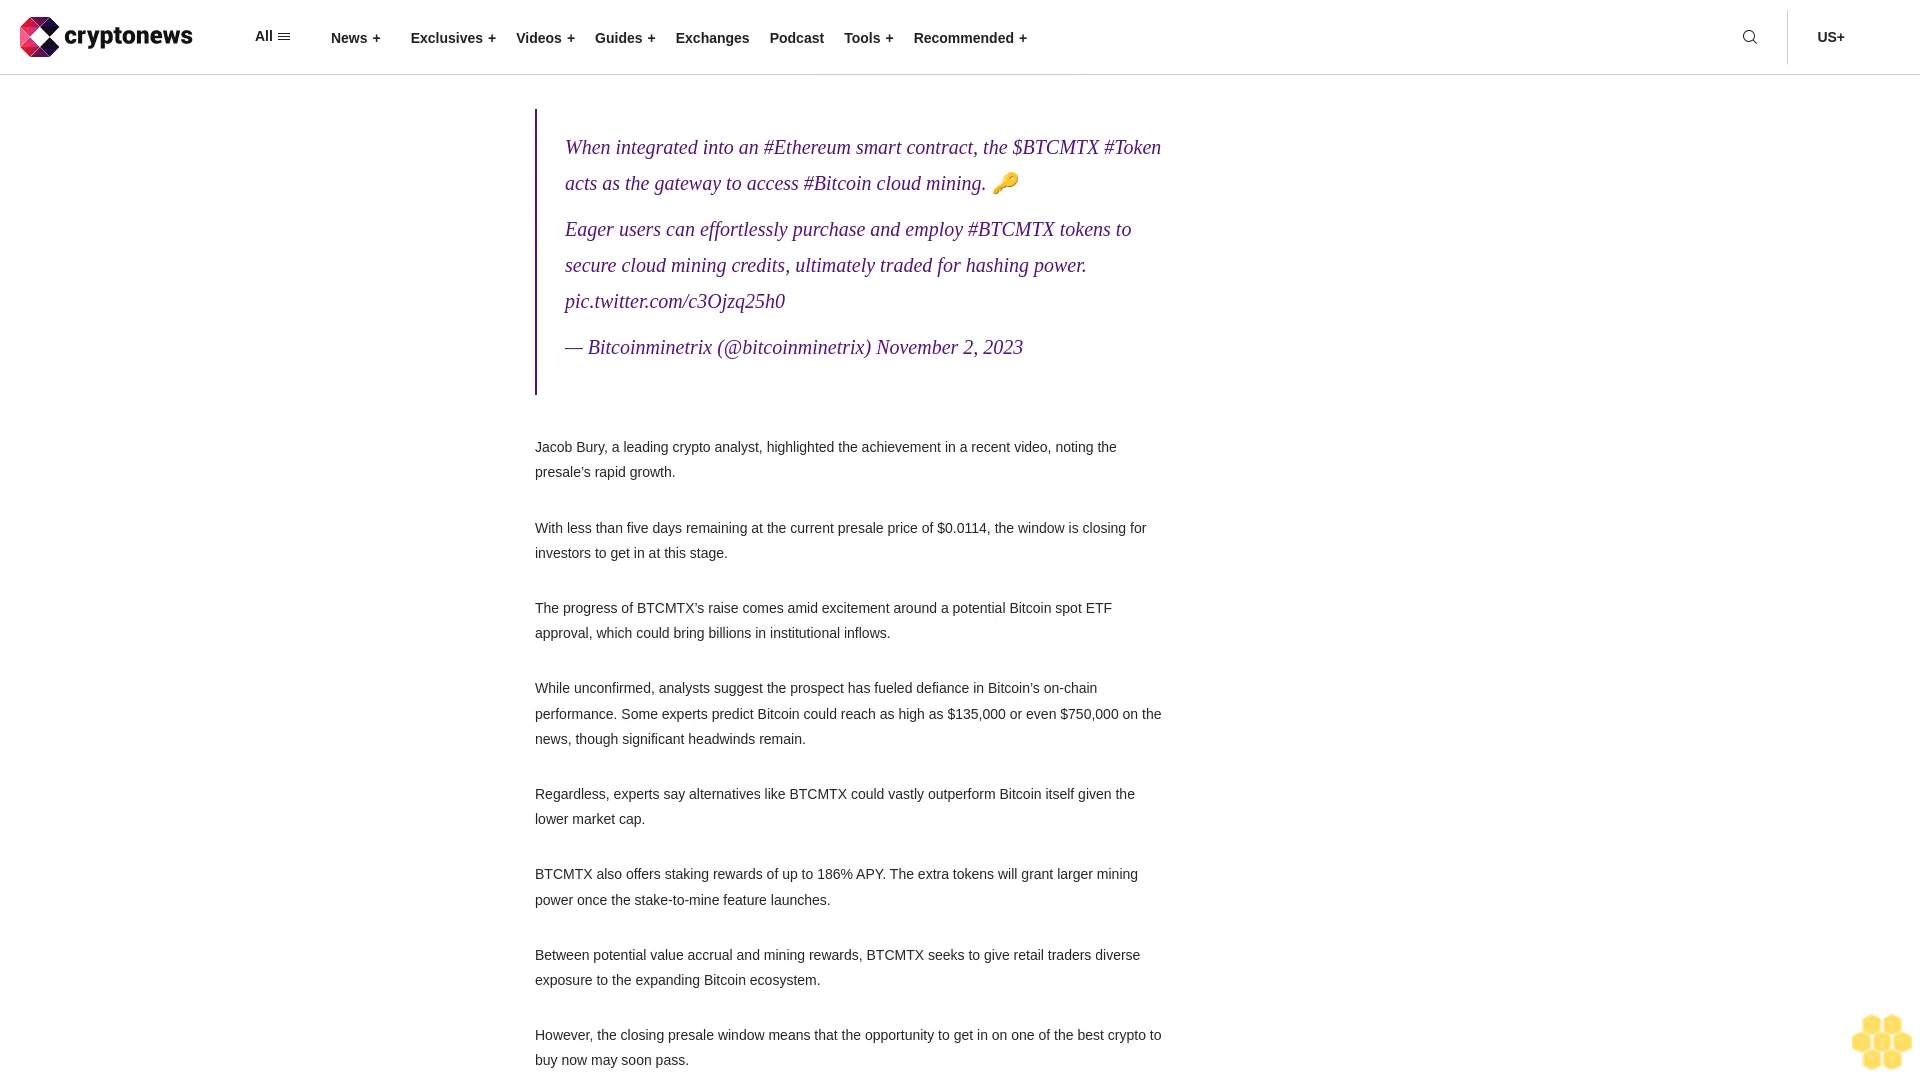 cryptonews
All
News +
Exclusives +
Videos +
Guides +
Exchanges
Podcast
Tools +
Recommended +
US+
When integrated into an #Ethereum smart contract, the $BTCMTX #Token
acts as the gateway to access #Bitcoin cloud mining. 🔑
Eager users can effortlessly purchase and employ #BTCMTX tokens to
secure cloud mining credits, ultimately traded for hashing power.
pic.twitter.com/c3Ojzq25h0
— Bitcoinminetrix (@bitcoinminetrix) November 2, 2023
Jacob Bury, a leading crypto analyst, highlighted the achievement in a recent video, noting the
presale’s rapid growth.
With less than five days remaining at the current presale price of $0.0114, the window is closing for
investors to get in at this stage.
The progress of BTCMTX’s raise comes amid excitement around a potential Bitcoin spot ETF
approval, which could bring billions in institutional inflows.
While unconfirmed, analysts suggest the prospect has fueled defiance in Bitcoin’s on-chain
performance. Some experts predict Bitcoin could reach as high as $135,000 or even $750,000 on the
news, though significant headwinds remain.
Regardless, experts say alternatives like BTCMTX could vastly outperform Bitcoin itself given the
lower market cap.
BTCMTX also offers staking rewards of up to 186% APY. The extra tokens will grant larger mining
power once the stake-to-mine feature launches.
Between potential value accrual and mining rewards, BTCMTX seeks to give retail traders diverse
exposure to the expanding Bitcoin ecosystem.
However, the closing presale window means that the opportunity to get in on one of the best crypto to
buy now may soon pass.